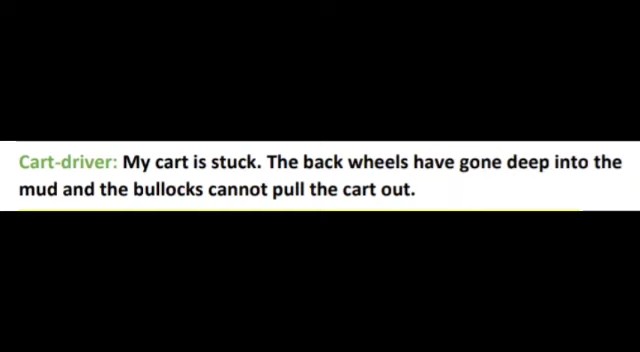 Cart-driver: My cart is stuck. The back wheels have gone deep into the
mud and the bullocks cannot pull the cart out.